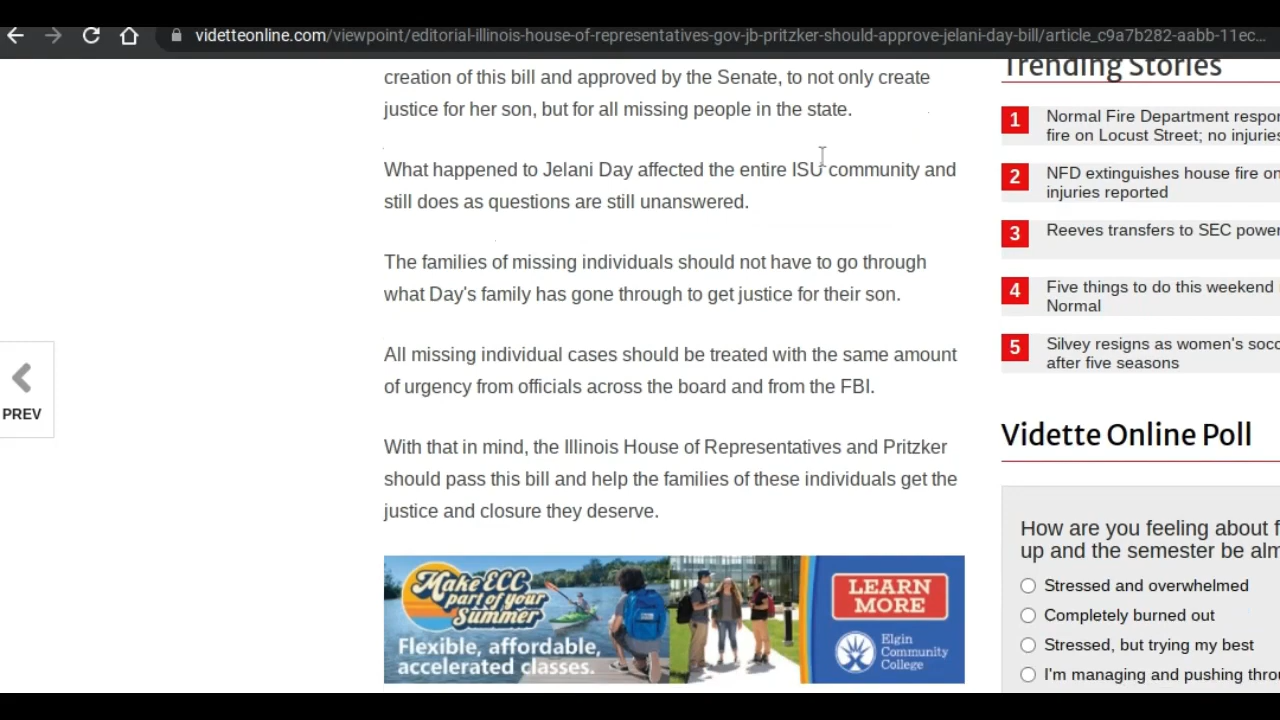 videtteonline.com/viewpoint/editorial-illinois-house-of-representatives-gov-jb-pritzker-should-approve-jelani-day-bill/article_c9a7b282-aabb-11ec...
creation of this bill and approved by the Senate, to not only create
justice for her son, but for all missing people in the state.
What happened to Jelani Day affected the entire ISU community and
still does as questions are still unanswered.
The families of missing individuals should not have to go through
what Day's family has gone through to get justice for their son.
All missing individual cases should be treated with the same amount
of urgency from officials across the board and from the FBI.
With that in mind, the Illinois House of Representatives and Pritzker
should pass this bill and help the families of these individuals get the
justice and closure they deserve.
PREV
Make ECC
part of your
Summer
Flexible, affordable,
accelerated classes.
LEARN
MORE
Elgin
Community
College
Trending Stories
1 Normal Fire Department respon
fire on Locust Street; no injuries
2 NFD extinguishes house fire on
injuries reported
3 Reeves transfers to SEC power
4 Five things to do this weekend
Normal
5 Silvey resigns as women's socc
after five seasons
Vidette Online Poll
How are you feeling about f
up and the semester be alm
Stressed and overwhelmed
Completely burned out
Stressed, but trying my best
I'm managing and pushing throu